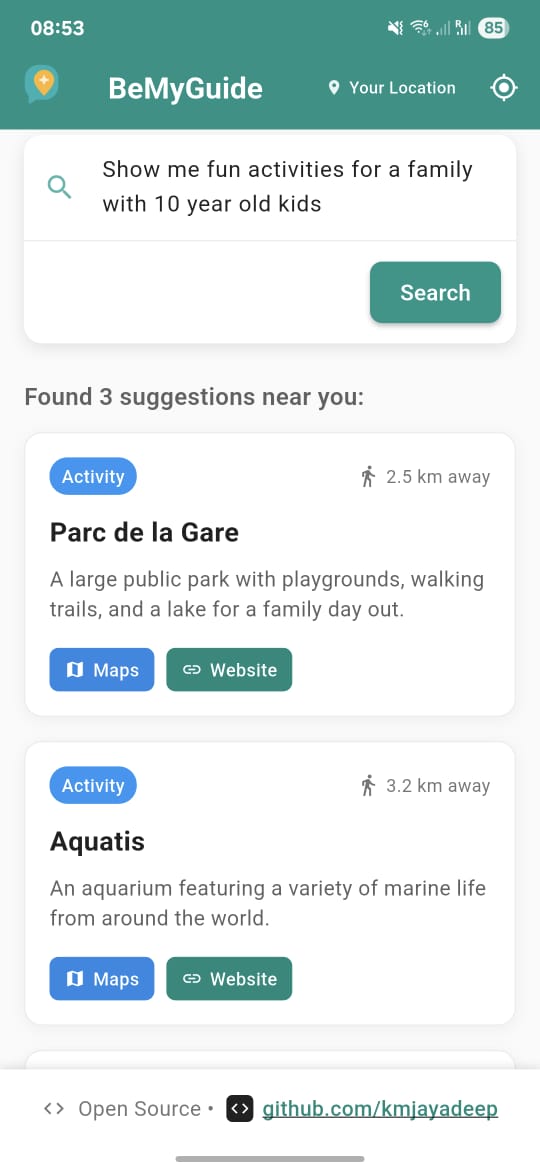 08:53
R
85
BeMyGuide
Your Location
Show me fun activities for a family
with 10 year old kids
Search
Found 3 suggestions near you:
Activity
2.5 km away
Parc de la Gare
A large public park with playgrounds, walking
trails, and a lake for a family day out.
Maps
Website
Activity
3.2 km away
Aquatis
An aquarium featuring a variety of marine life
from around the world.
Maps
Website
Open Source •
github.com/kmjayadeep